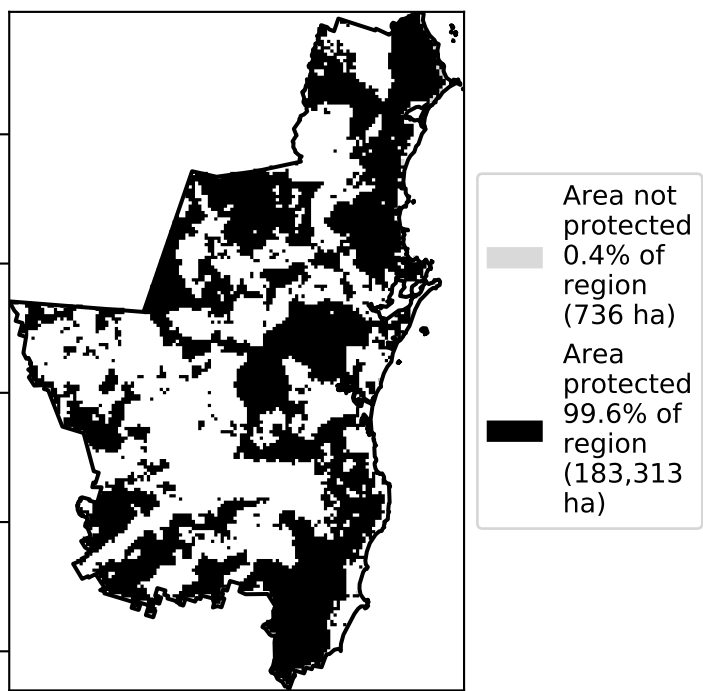 Area not
protected
0.4% of
region
(736 ha)
Area
protected
99.6% of
region
(183,313
ha)